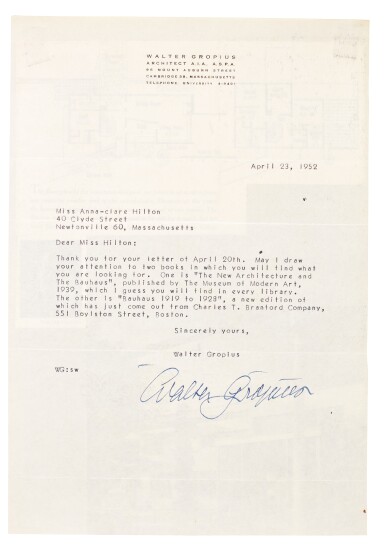 WALTER GROPIUS
ARCHITECT A.I.A. A.S.P.A.
CAMBRIDGE 38, MASSACHUSETTS
April 23, 1952
Miss Anna-clare Hilton
40 Clyde Street
Newtonville 60, Massachusetts
Dear Miss Hilton:
Thank you for your letter of April 20th. May I draw
your attention to two books in which you will find what
you are looking for. One is "The New Architecture and
The Bauhaus", published by The Museum of Modern Art,
1939, which I guess you will find in every library.
The other is "Bauhaus 1919 to 1928", a new edition of
which has just come out from Charles T. Branford Company,
551 Boylston Street, Boston.
Sincerely yours,
Walter Gropius
WG:sw
Walter Gropius